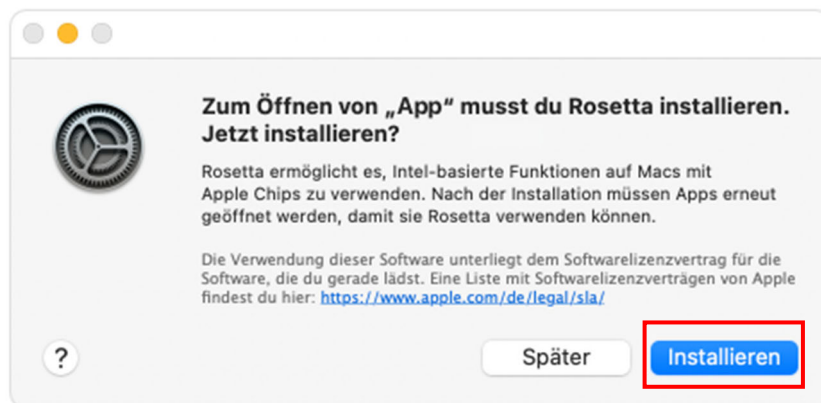 Zum Öffnen von „App“ musst du Rosetta installieren.
Jetzt installieren?
Rosetta ermöglicht es, Intel-basierte Funktionen auf Macs mit
Apple Chips zu verwenden. Nach der Installation müssen Apps erneut
geöffnet werden, damit sie Rosetta verwenden können.
Die Verwendung dieser Software unterliegt dem Softwarelizenzvertrag für die
Software, die du gerade lädst. Eine Liste mit Softwarelizenzverträgen von Apple
findest du hier: https://www.apple.com/de/legal/sla/
?
Später
Installieren